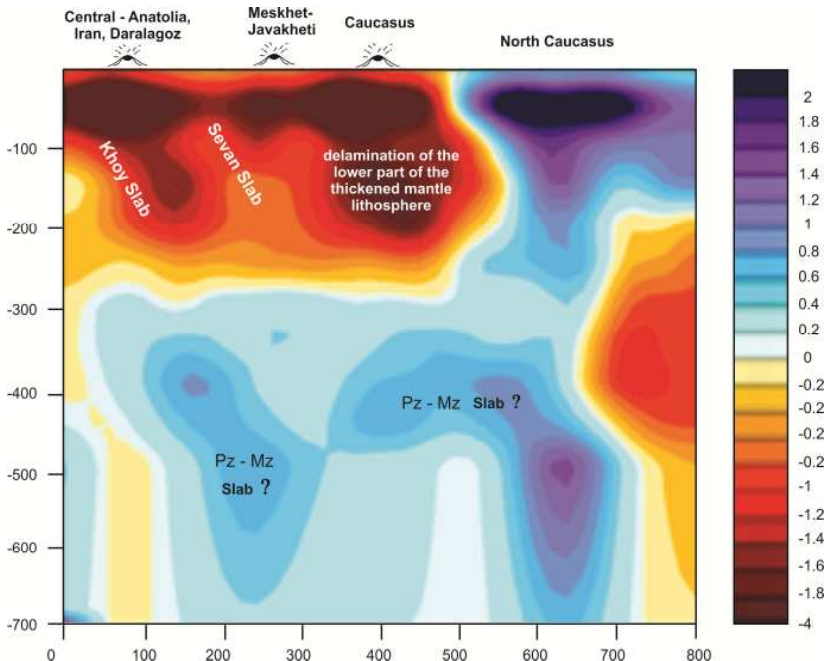 Central - Anatolia,
Iran, Daralagoz
Meskhet-
Javakheti
Caucasus
North Caucasus
Khoy Slab
Sevan Slab
delamination of the
lower part of the
thickened mantle
lithosphere
Pz - Mz Slab ?
Pz - Mz
Slab ?
-100
-200
-300
-400
-500
-600
-700
0
100
200
300
400
500
600
700
800
2
1.8
1.6
1.4
1.2
1
0.8
0.6
0.4
0.2
0
-0.2
-0.2
-0.2
-1
-1.2
-1.4
-1.6
-1.8
-4